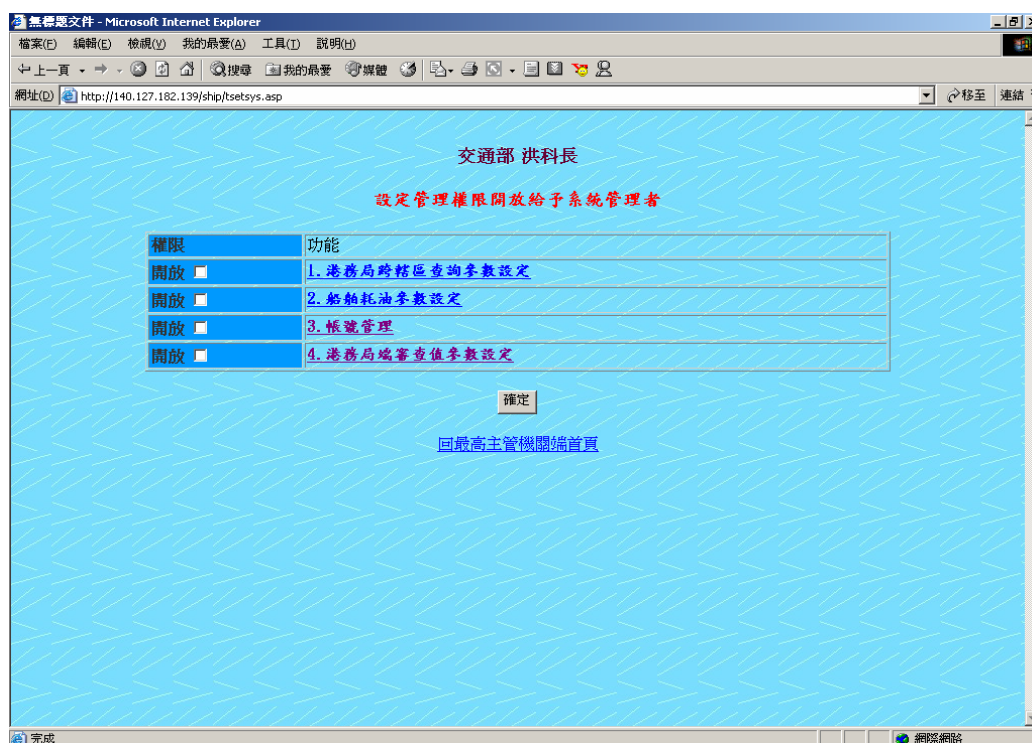 無標題文件 - Microsoft Internet Explorer
檔案(F) 編輯(E) 檢視(V) 我的最愛(A) 工具(T) 說明(H)
上一頁 搜尋 我的最愛 媒體
網址(D) http://140.127.182.139/ship/tsetsys.asp 移至 連結
交通部 洪科長
設定管理權限開放給予系統管理者
權限 功能
開放 1. 港務局跨轄區查詢參數設定
開放 2. 船舶耗油參數設定
開放 3. 帳號管理
開放 4. 港務局端審查值參數設定
確定
回最高主管機關端首頁
完成 網際網路